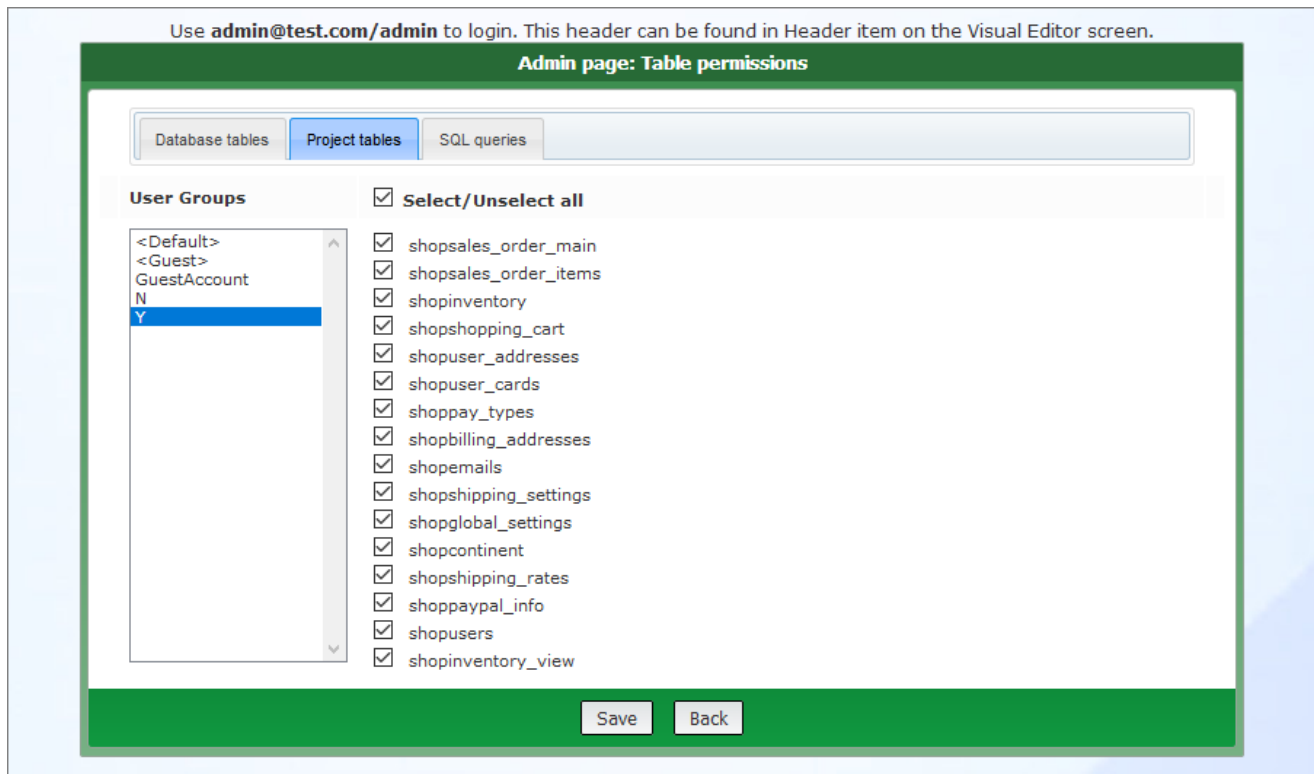 Use admin@test.com/admin to login. This header can be found in Header item on the Visual Editor screen.
Admin page: Table permissions
Database tables Project tables SQL queries
User Groups
Select/Unselect all
<Default>
<Guest>
GuestAccount
N
Y
shopsales_order_main
shopsales_order_items
shopinventory
shopshopping_cart
shopuser_addresses
shopuser_cards
shoppay_types
shopbilling_addresses
shopemails
shopshipping_settings
shopglobal_settings
shopcontinent
shopshipping_rates
shoppaypal_info
shopusers
shopinventory_view
Save Back